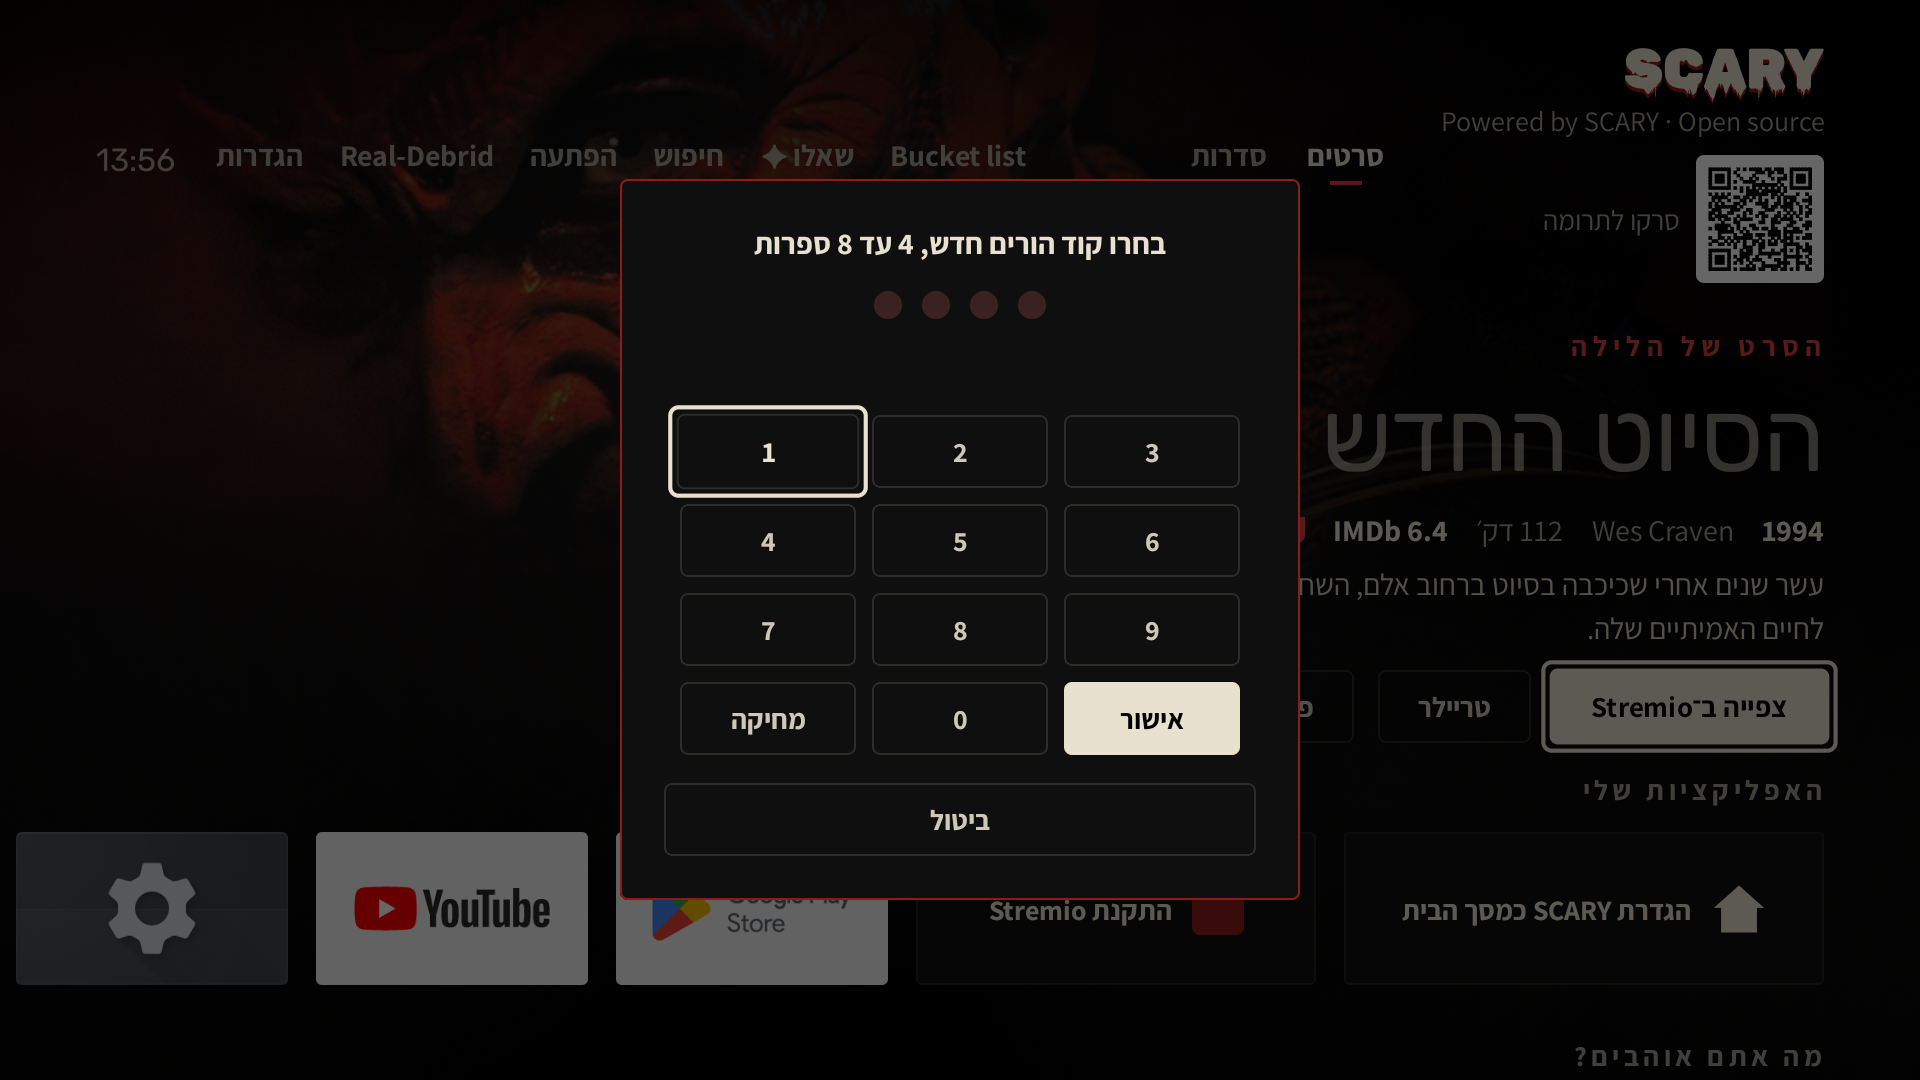 SCARY
Powered by SCARY · Open source
סרטים
סדרות
Bucket list
שאלו
חיפוש
הפתעה
Real-Debrid
הגדרות
13:56
סרקו לתרומה
בחרו קוד הורים חדש, 4 עד 8 ספרות
1 2 3
4 5 6
7 8 9
מחיקה 0 אישור
ביטול
הסרט של הלילה
הסיוט החדש
1994 Wes Craven 112 דק׳ IMDb 6.4
עשר שנים אחרי שכיכבה בסיוט ברחוב אלם, השח
לחיים האמיתיים שלה.
צפייה ב־Stremio
טריילר
האפליקציות שלי
הגדרת SCARY כמסך הבית
התקנת Stremio
Google Play
Store
YouTube
מה אתם אוהבים?